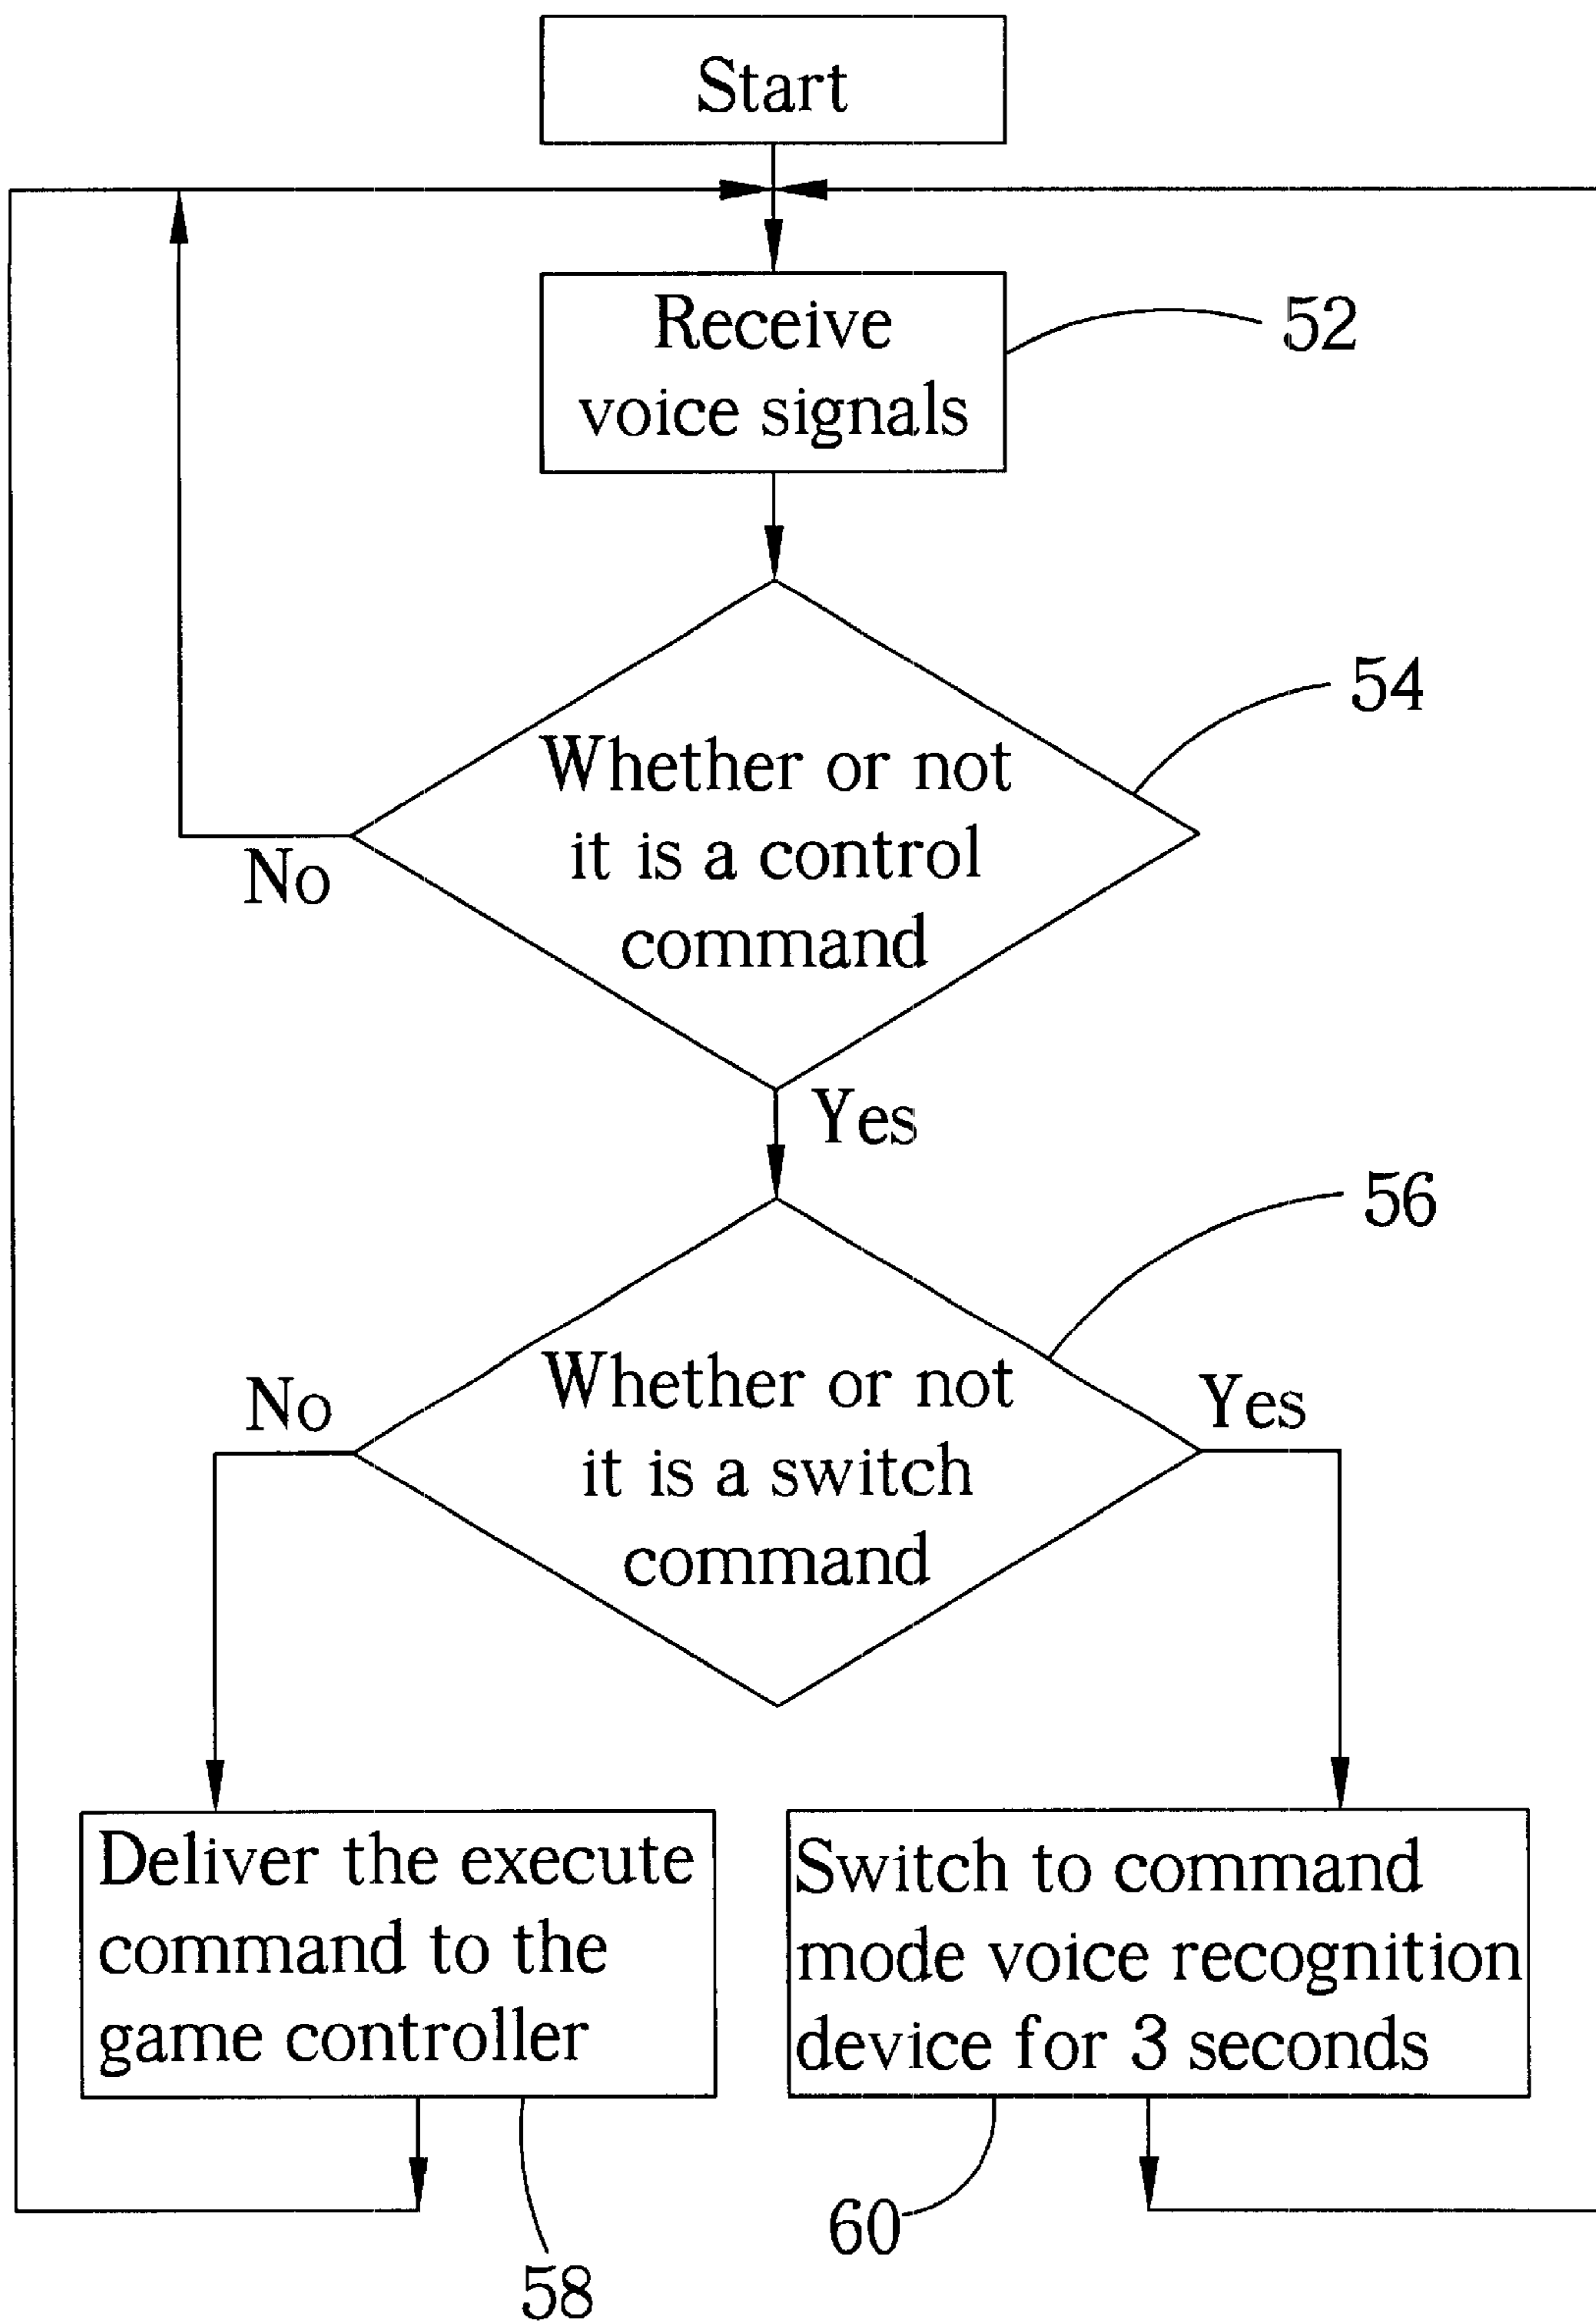 Start
Receive
voice signals
52
54
Whether or not
it is a control
command
No
Yes
56
Whether or not
it is a switch
command
No
Yes
Deliver the execute
command to the
game controller
Switch to command
mode voice recognition
device for 3 seconds
58
60